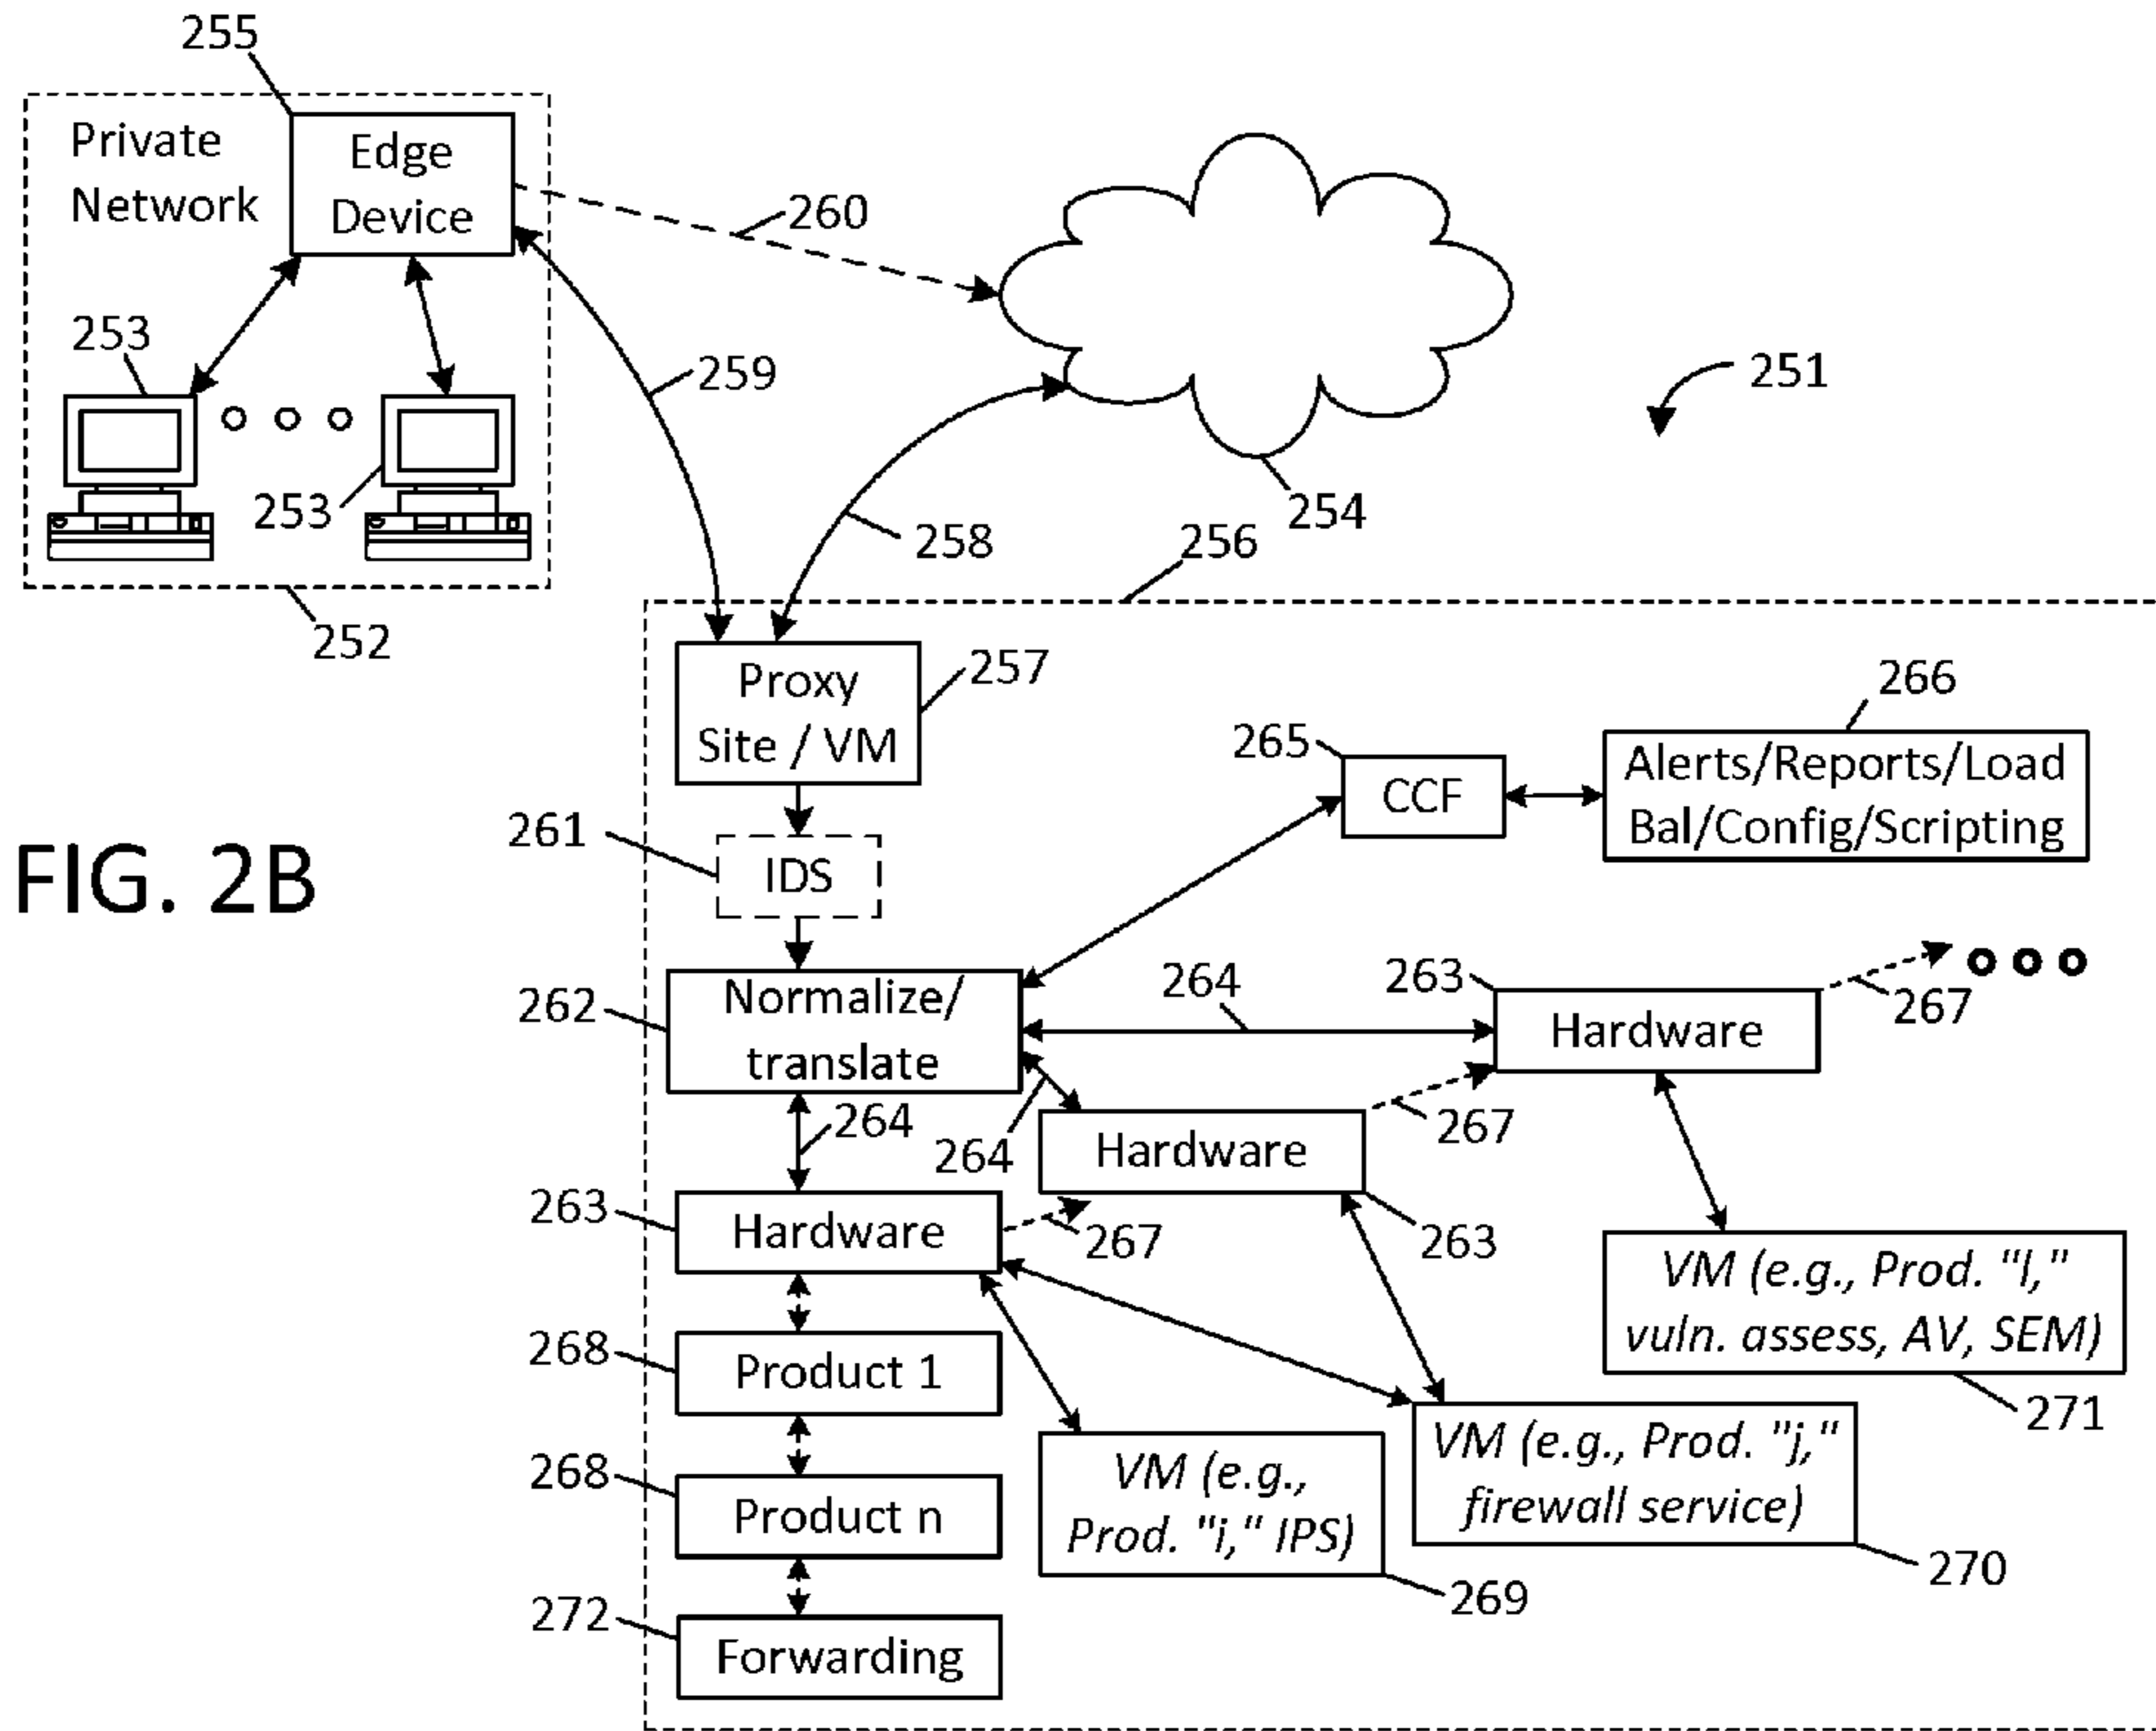 255
Private
Network
Edge
Device
260
253
259
251
253
254
258
256
252
Proxy
Site / VM
257
266
265
CCF
Alerts/Reports/Load
Bal/Config/Scripting
261
IDS
FIG. 2B
262
Normalize/
translate
264
263
Hardware
267
264
264
Hardware
267
263
263
Hardware
267
VM (e.g., Prod. "l,"
vuln. assess, AV, SEM)
271
268
Product 1
VM (e.g., Prod. "j,"
firewall service)
270
268
Product n
VM (e.g.,
Prod. "i," IPS)
269
272
Forwarding